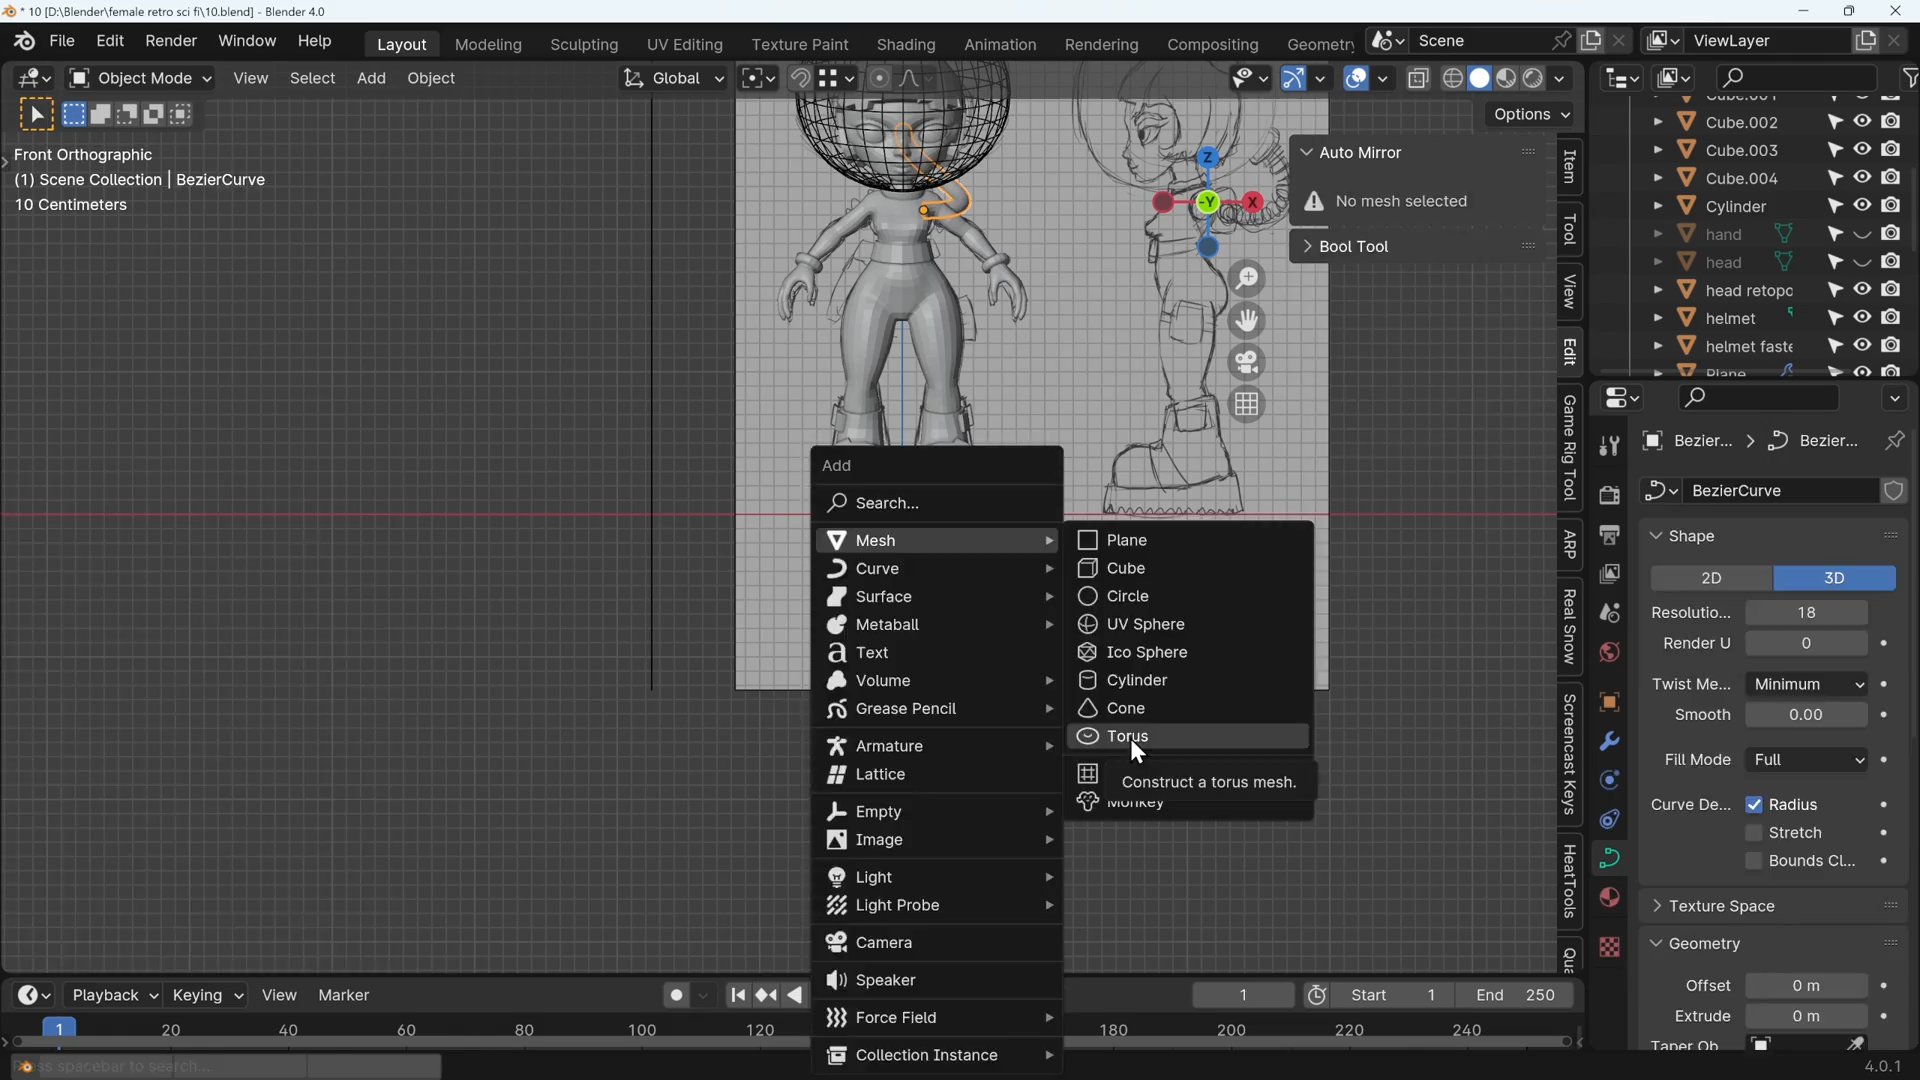 * 10 [D:\Blender\female retro sci fi\10.blend] - Blender 4.0
File Edit Render Window Help
Layout Modeling Sculpting UV Editing Texture Paint Shading Animation Rendering Compositing Geometry
Scene
ViewLayer
Object Mode View Select Add Object
Global
Options
Front Orthographic
(1) Scene Collection | BezierCurve
10 Centimeters
Z
-Y
X
Auto Mirror
No mesh selected
Bool Tool
Item
Tool
View
Edit
Game Rig Tool
ARP
Real Snow
Screencast Keys
HeatTools
Qua
Cube.001
Cube.002
Cube.003
Cube.004
Cylinder
hand
head
head retopo
helmet
helmet faste
Plane
Bezier... > Bezier...
BezierCurve
Shape
2D 3D
Resolutio... 18
Render U 0
Twist Me... Minimum
Smooth 0.00
Fill Mode Full
Curve De... Radius
Stretch
Bounds Cl...
Texture Space
Geometry
Offset 0 m
Extrude 0 m
Taper Ob
Add
Search...
Mesh
Curve
Surface
Metaball
Text
Volume
Grease Pencil
Armature
Lattice
Empty
Image
Light
Light Probe
Camera
Speaker
Force Field
Collection Instance
Plane
Cube
Circle
UV Sphere
Ico Sphere
Cylinder
Cone
Torus
Construct a torus mesh.
Monkey
Playback Keying View Marker
1 Start 1 End 250
1 20 40 60 80 100 120 180 200 220 240
spacebar to search...
4.0.1